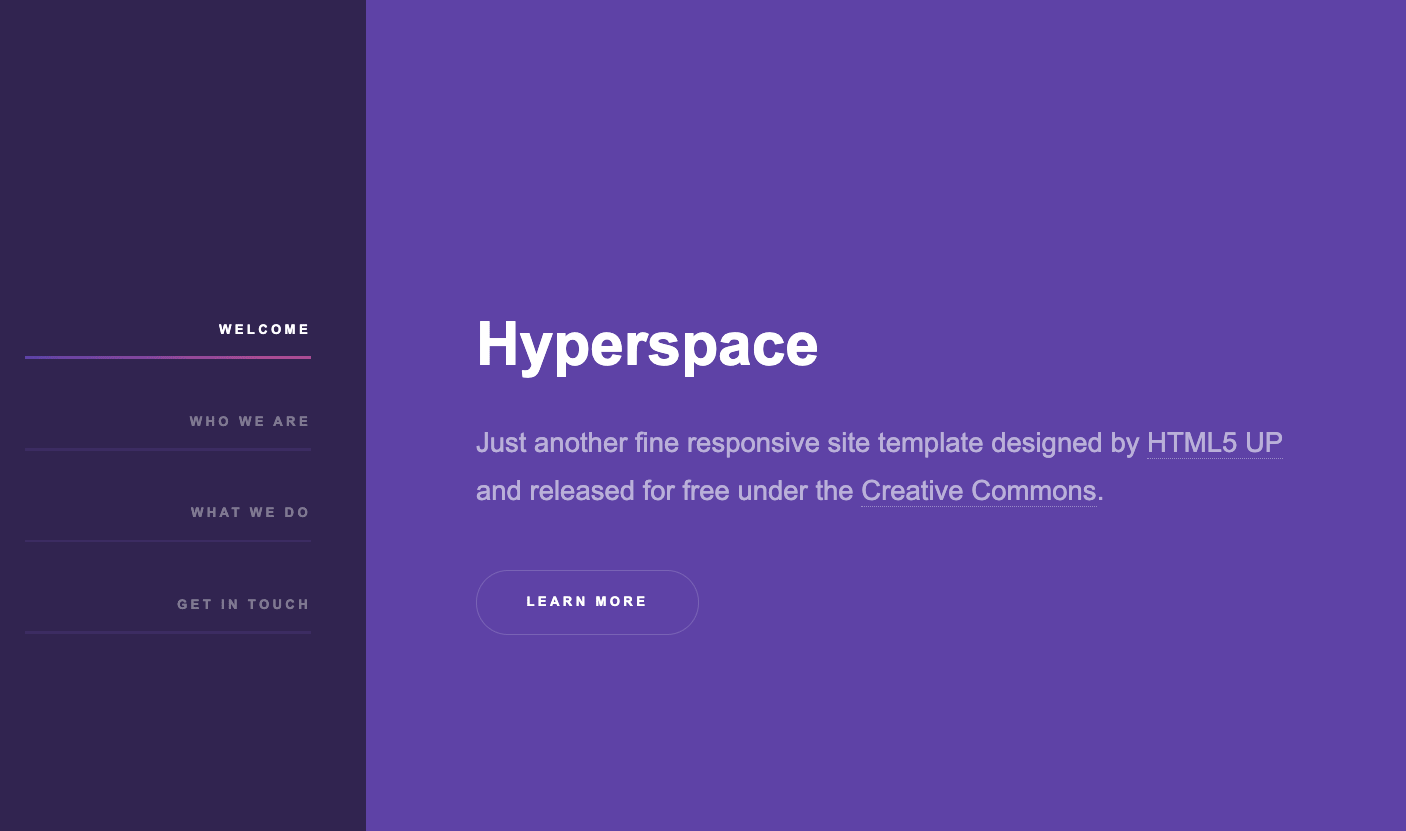 WELCOME
WHO WE ARE
WHAT WE DO
GET IN TOUCH
Hyperspace
Just another fine responsive site template designed by HTML5 UP
and released for free under the Creative Commons.
LEARN MORE